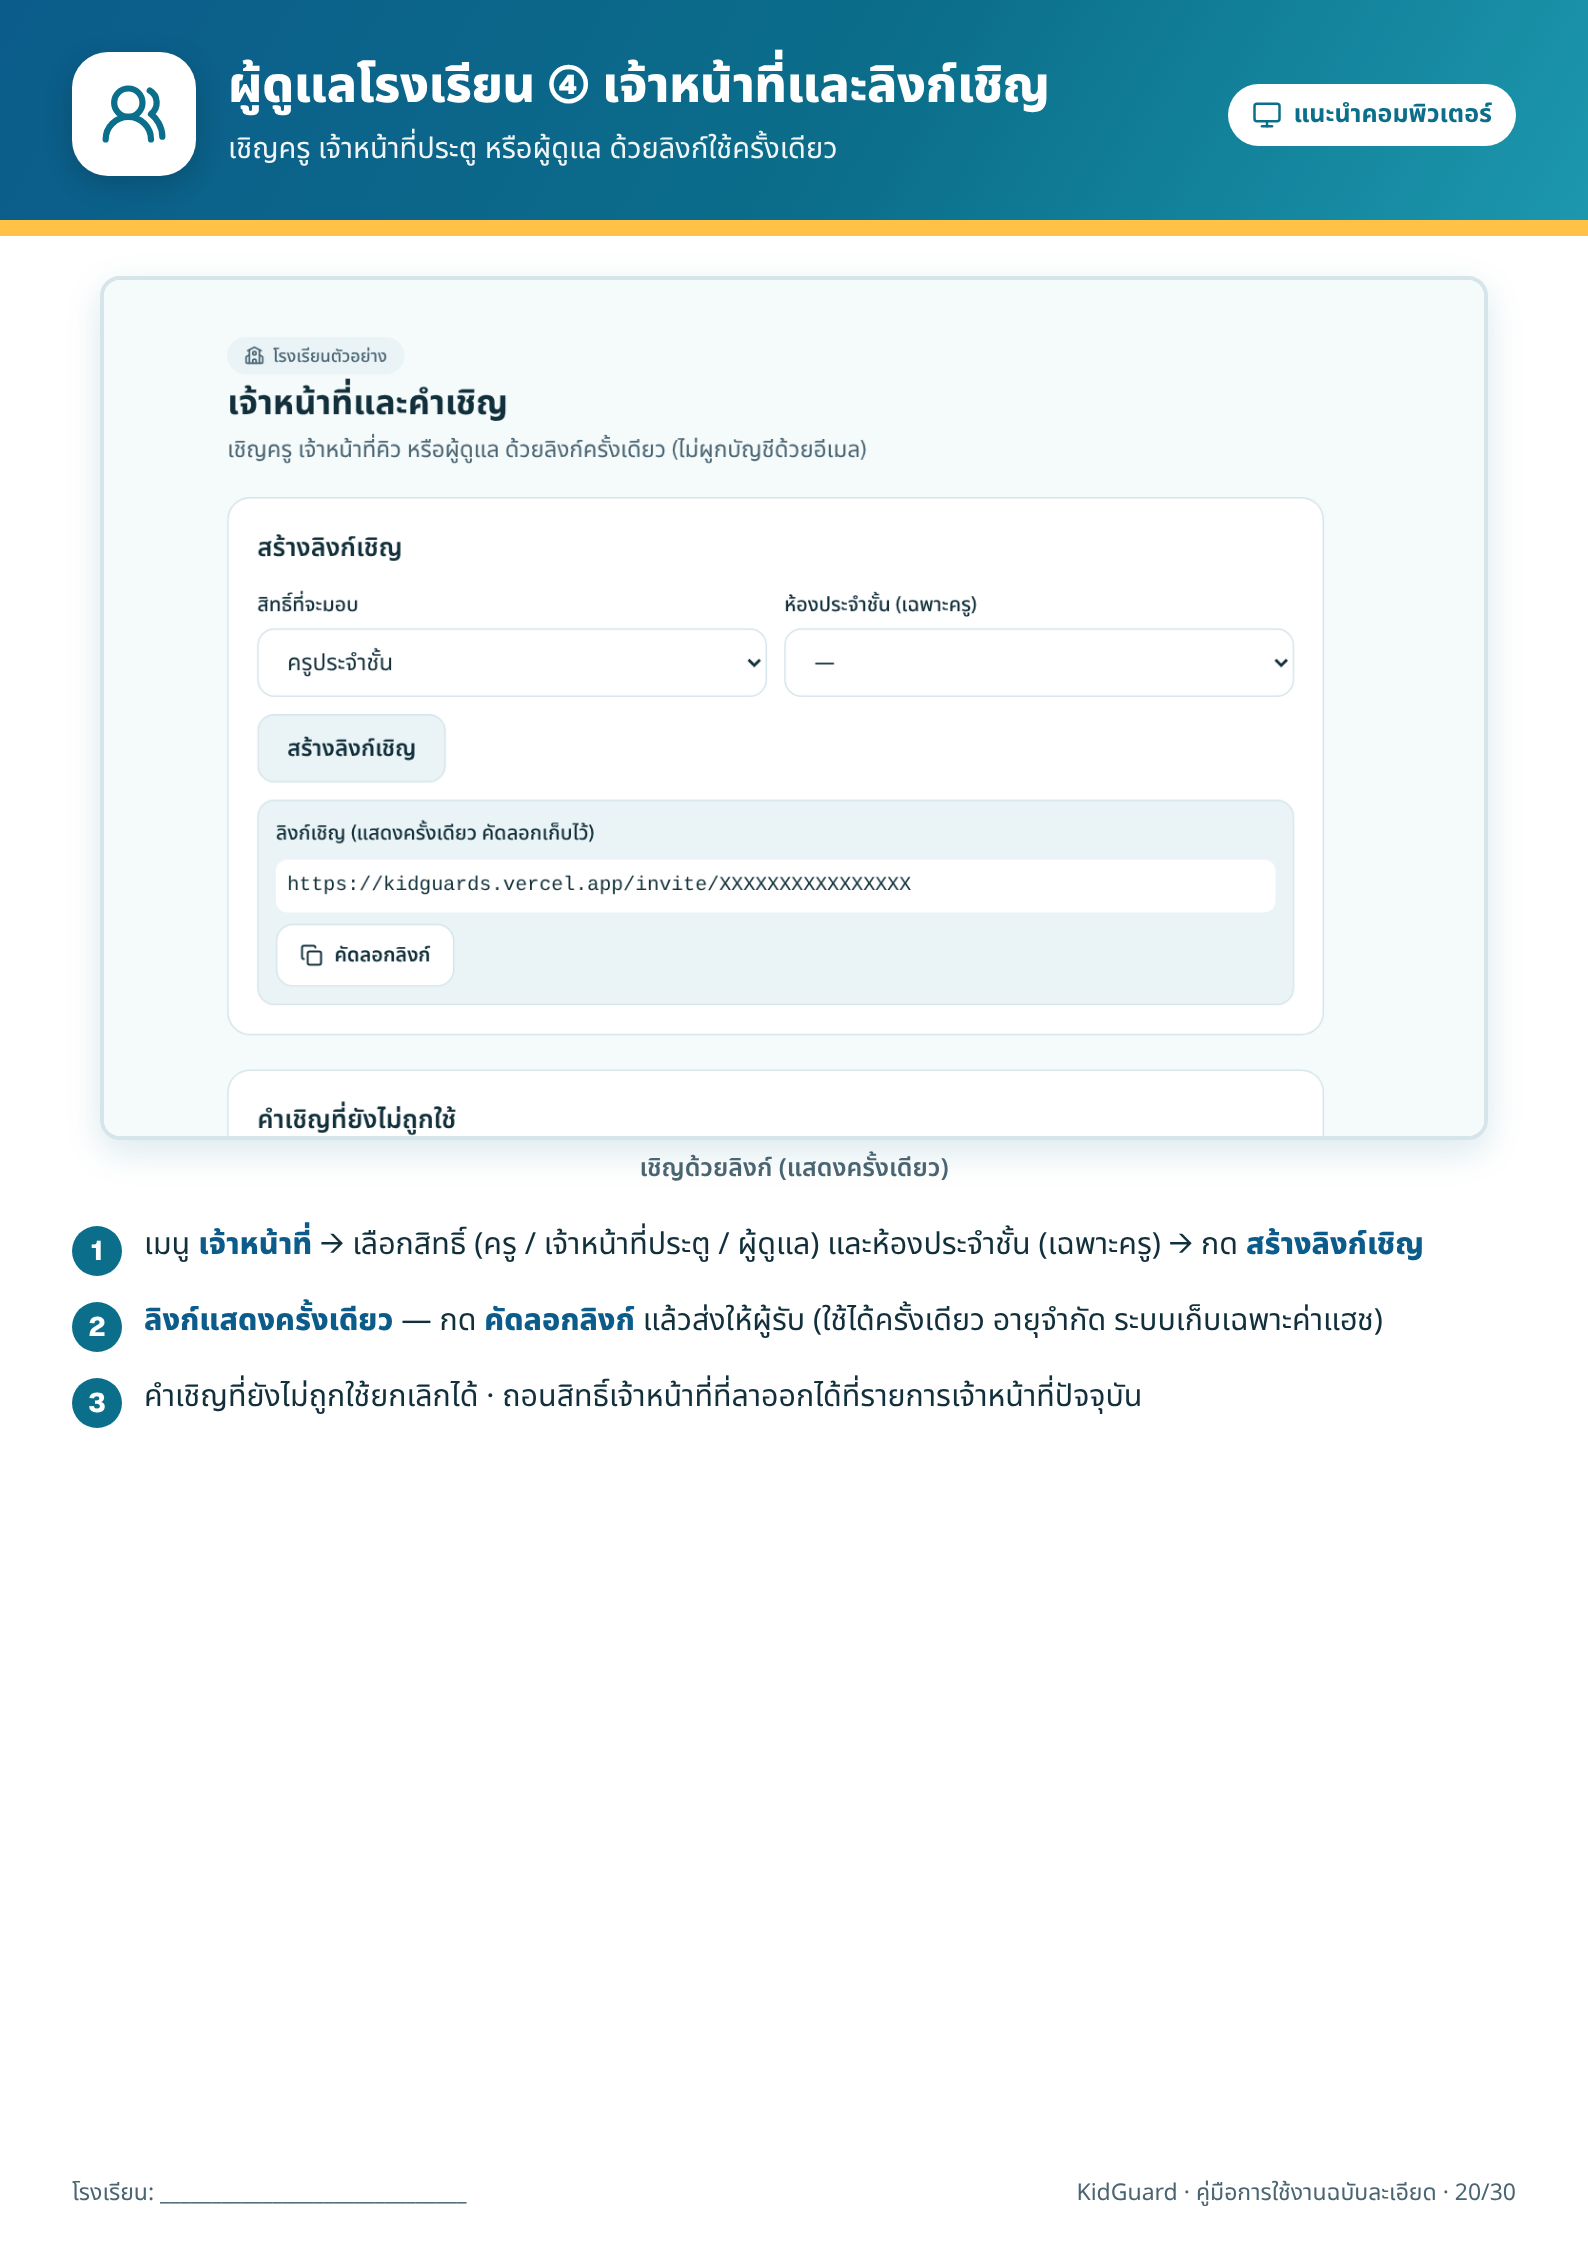 ผู้ดูแลโรงเรียน ④ เจ้าหน้าที่และลิงก์เชิญ
เชิญครู เจ้าหน้าที่ประตู หรือผู้ดูแล ด้วยลิงก์ใช้ครั้งเดียว
แนะนำคอมพิวเตอร์
โรงเรียนตัวอย่าง
เจ้าหน้าที่และคำเชิญ
เชิญครู เจ้าหน้าที่คิว หรือผู้ดูแล ด้วยลิงก์ครั้งเดียว (ไม่ผูกบัญชีด้วยอีเมล)
สร้างลิงก์เชิญ
สิทธิ์ที่จะมอบ
ห้องประจำชั้น (เฉพาะครู)
ครูประจำชั้น
—
สร้างลิงก์เชิญ
ลิงก์เชิญ (แสดงครั้งเดียว คัดลอกเก็บไว้)
https://kidguards.vercel.app/invite/XXXXXXXXXXXXXXXX
คัดลอกลิงก์
คำเชิญที่ยังไม่ถูกใช้
เชิญด้วยลิงก์ (แสดงครั้งเดียว)
1 เมนู เจ้าหน้าที่ → เลือกสิทธิ์ (ครู / เจ้าหน้าที่ประตู / ผู้ดูแล) และห้องประจำชั้น (เฉพาะครู) → กด สร้างลิงก์เชิญ
2 ลิงก์แสดงครั้งเดียว — กด คัดลอกลิงก์ แล้วส่งให้ผู้รับ (ใช้ได้ครั้งเดียว อายุจำกัด ระบบเก็บเฉพาะค่าแฮช)
3 คำเชิญที่ยังไม่ถูกใช้ยกเลิกได้ · ถอนสิทธิ์เจ้าหน้าที่ที่ลาออกได้ที่รายการเจ้าหน้าที่ปัจจุบัน
โรงเรียน: ____________________________
KidGuard · คู่มือการใช้งานฉบับละเอียด · 20/30